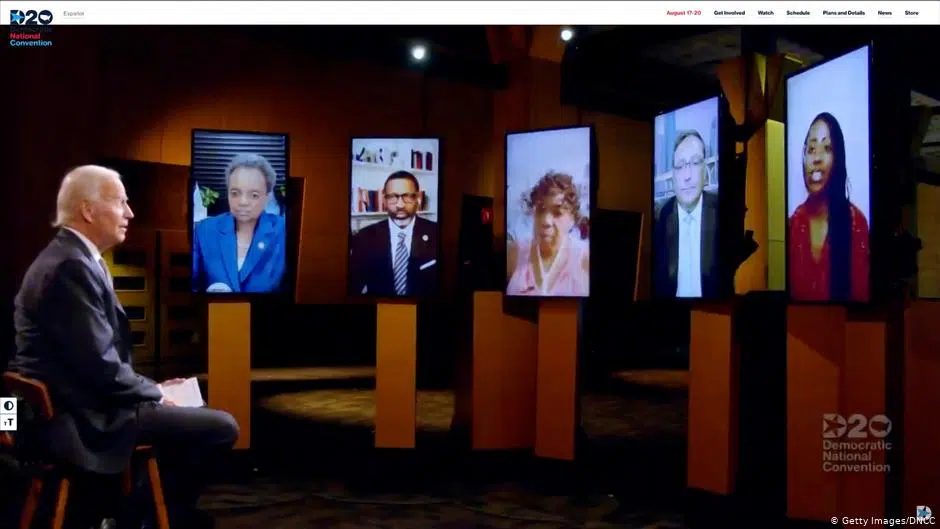 D20
Democratic
National
Convention
Español
August 17-20
Get Involved
Watch
Schedule
Plans and Details
News
Store
TT
D20
Democratic
National
Convention
© Getty Images/DNCC